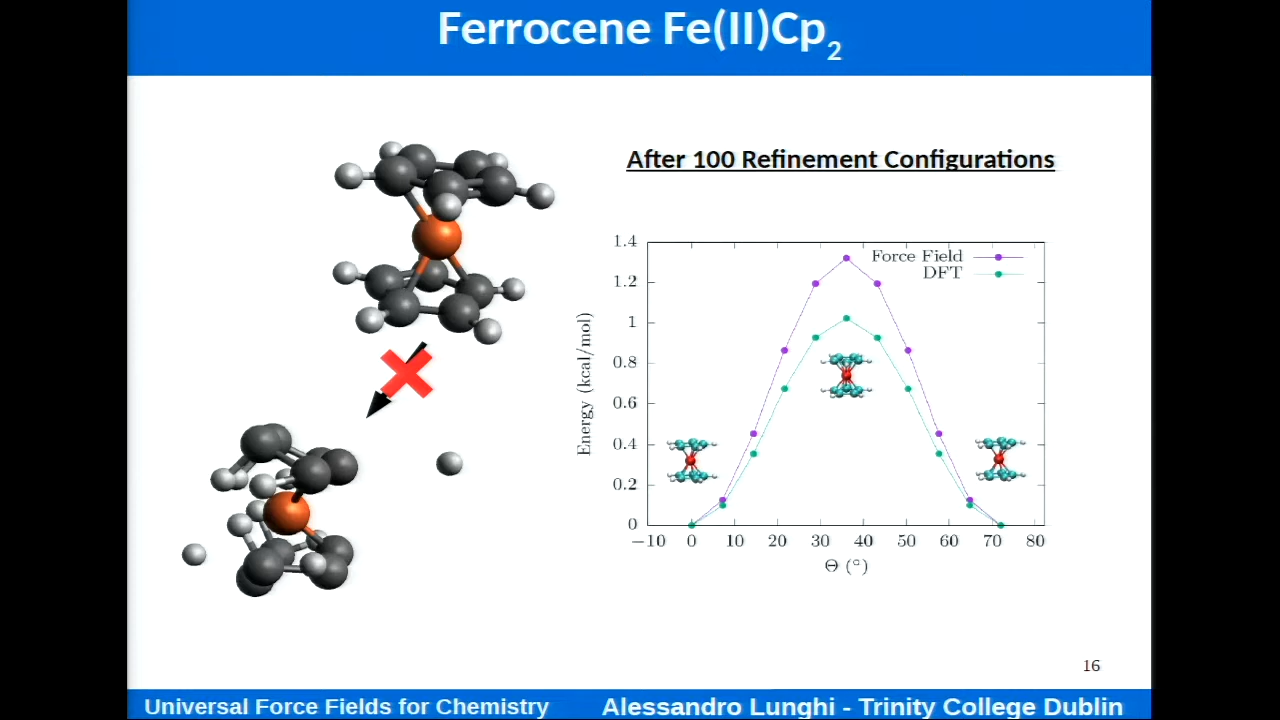 Ferrocene Fe(II)Cp2
After 100 Refinement Configurations
Force Field
DFT
1.4
1.2
1
0.8
0.6
0.4
0.2
0
Energy (kcal/mol)
−10 0 10 20 30 40 50 60 70 80
Θ (°)
16
Universal Force Fields for Chemistry Alessandro Lunghi - Trinity College Dublin